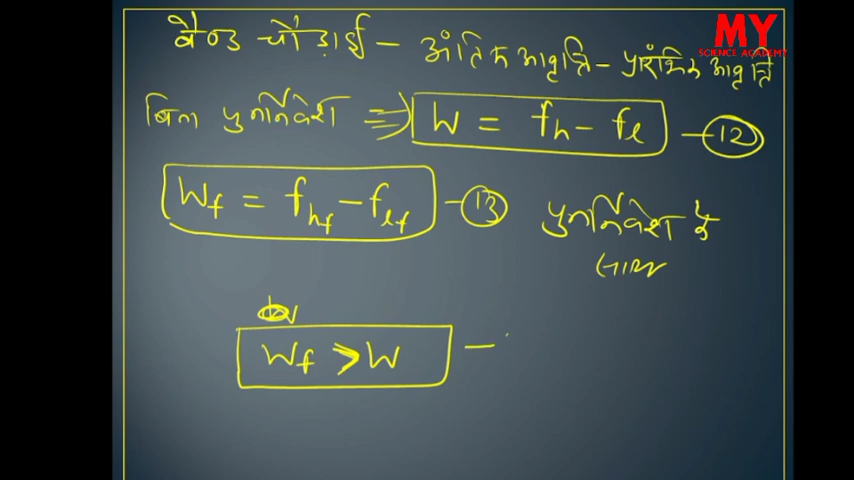 MY
SCIENCE ACADEMY
बैण्ड चौड़ाई – अंतिम आवृत्ति – प्रारंभिक आवृत्ति
बिना पुनर्निवेश ⇒ W = fh – fl – 12
Wf = fhf – flf – 13 पुनर्निवेश के
साथ
Wf > W –